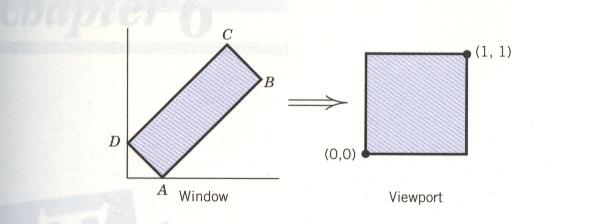 chapter 6
C
B
D
A
Window
(1, 1)
(0,0)
Viewport